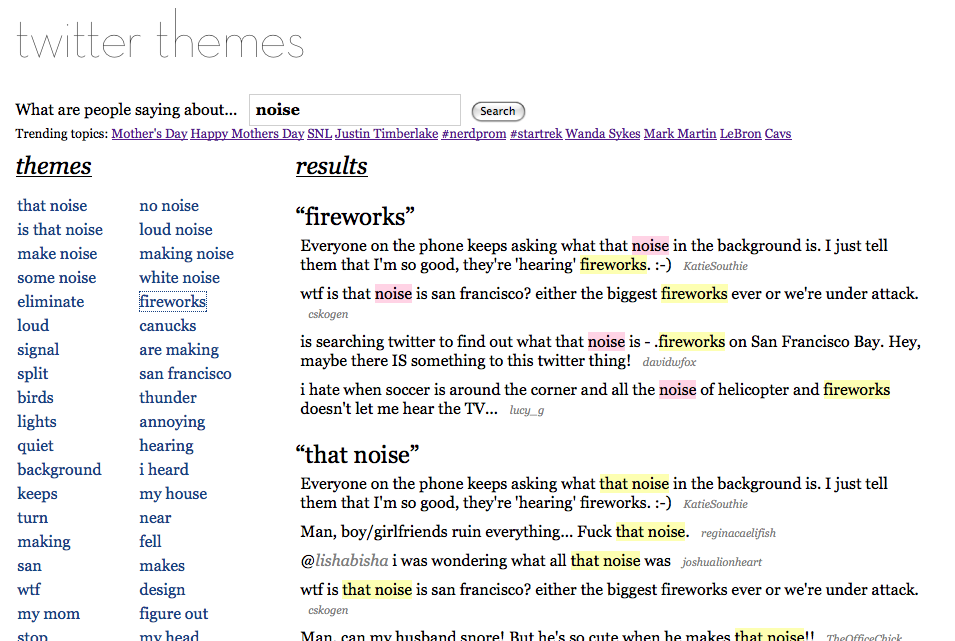 twitter themes
What are people saying about... noise Search
Trending topics: Mother's Day Happy Mothers Day SNL Justin Timberlake #nerdprom #startrek Wanda Sykes Mark Martin LeBron Cavs
themes
that noise no noise
is that noise loud noise
make noise making noise
some noise white noise
eliminate fireworks
loud canucks
signal are making
split san francisco
birds thunder
lights annoying
quiet hearing
background i heard
keeps my house
turn near
making fell
san makes
wtf design
my mom figure out
stop my head
results
“fireworks”
Everyone on the phone keeps asking what that noise in the background is. I just tell
them that I'm so good, they're 'hearing' fireworks. :-) KatieSouthie
wtf is that noise is san francisco? either the biggest fireworks ever or we're under attack.
cskogen
is searching twitter to find out what that noise is - .fireworks on San Francisco Bay. Hey,
maybe there IS something to this twitter thing! davidwfox
i hate when soccer is around the corner and all the noise of helicopter and fireworks
doesn't let me hear the TV... lucy_g
“that noise”
Everyone on the phone keeps asking what that noise in the background is. I just tell
them that I'm so good, they're 'hearing' fireworks. :-) KatieSouthie
Man, boy/girlfriends ruin everything... Fuck that noise. reginacaelifish
@lishabisha i was wondering what all that noise was joshualionheart
wtf is that noise is san francisco? either the biggest fireworks ever or we're under attack.
cskogen
Man, can my husband snore! But he's so cute when he makes that noise!! TheOfficeChick